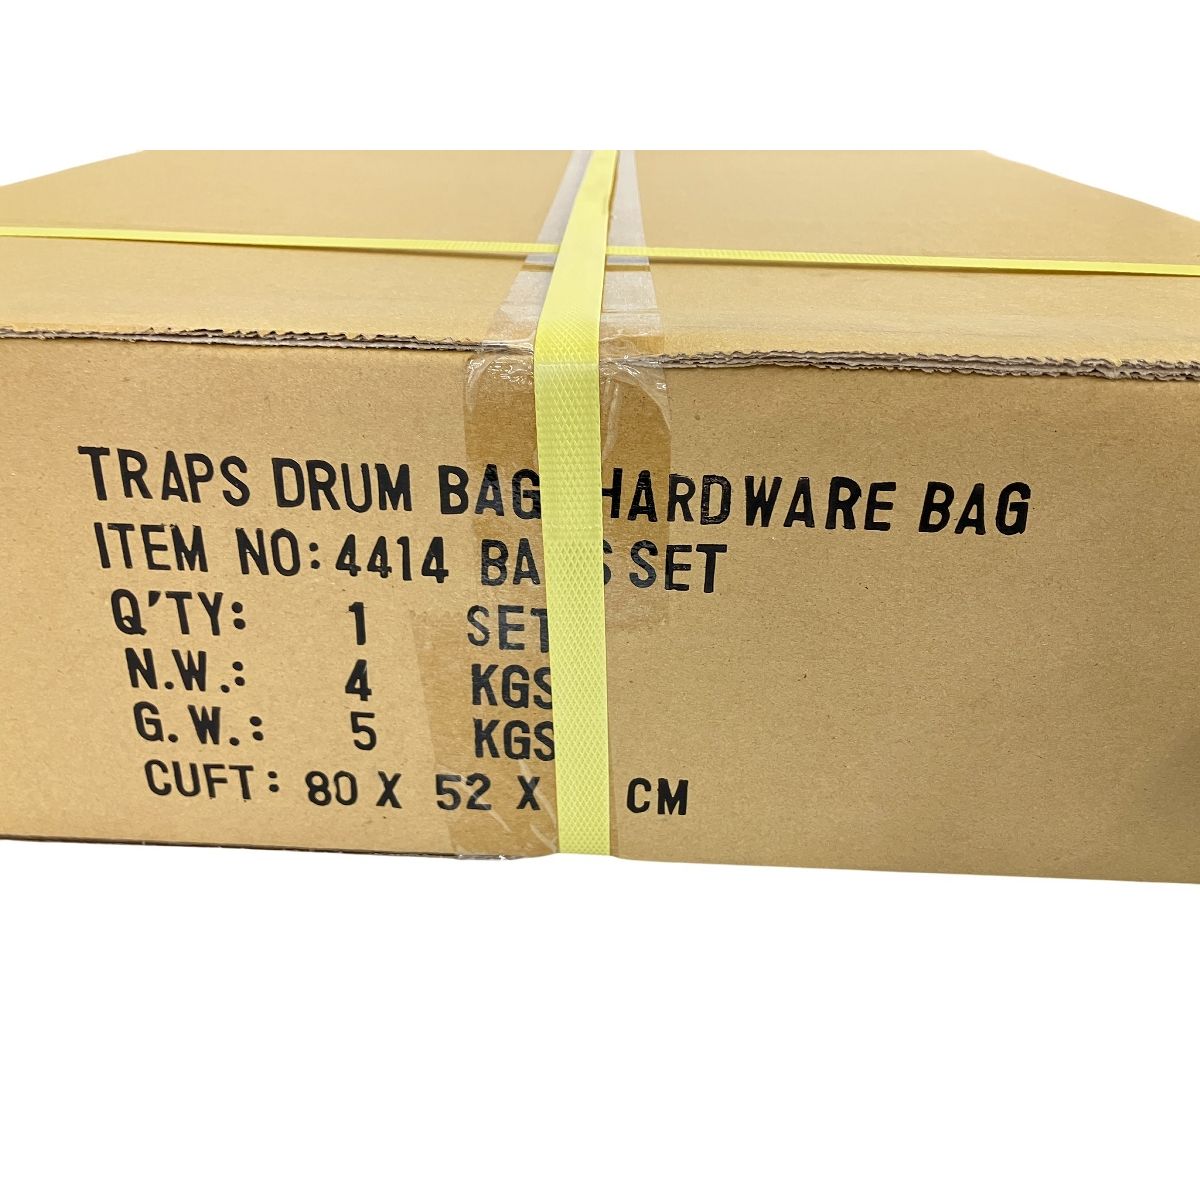 TRAPS DRUM BAG HARDWARE BAG
ITEM NO:4414 SET
Q'TY: 1 SET
N.W.: 4 KGS
G.W.: 5 KGS
CUFT: 80 X 52 X CM